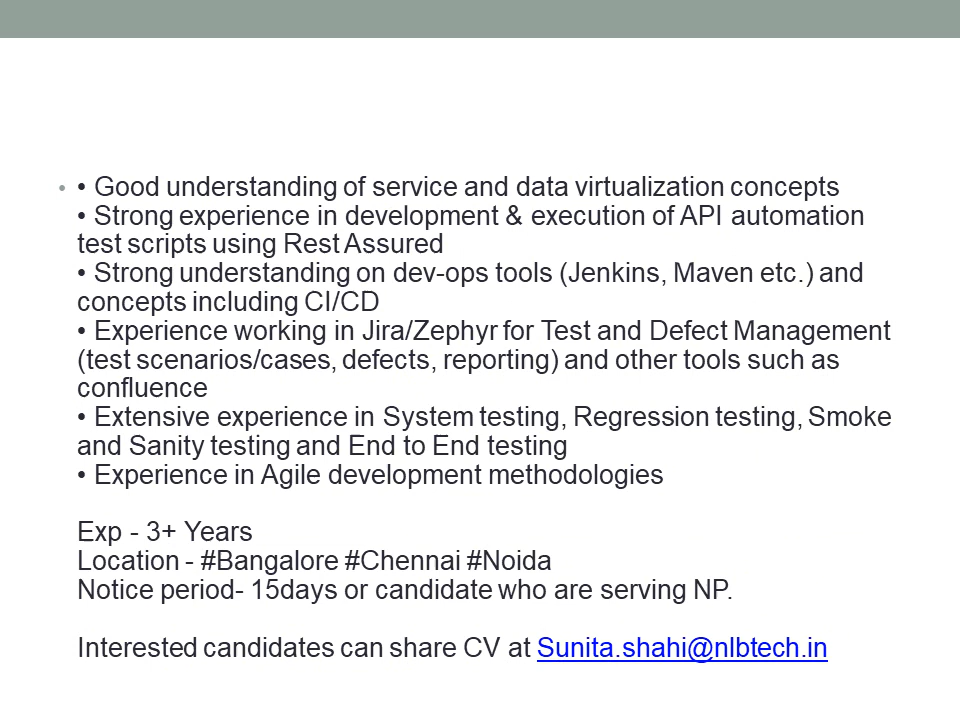 • • Good understanding of service and data virtualization concepts
• Strong experience in development & execution of API automation
test scripts using Rest Assured
• Strong understanding on dev-ops tools (Jenkins, Maven etc.) and
concepts including CI/CD
• Experience working in Jira/Zephyr for Test and Defect Management
(test scenarios/cases, defects, reporting) and other tools such as
confluence
• Extensive experience in System testing, Regression testing, Smoke
and Sanity testing and End to End testing
• Experience in Agile development methodologies
Exp - 3+ Years
Location - #Bangalore #Chennai #Noida
Notice period- 15days or candidate who are serving NP.
Interested candidates can share CV at Sunita.shahi@nlbtech.in